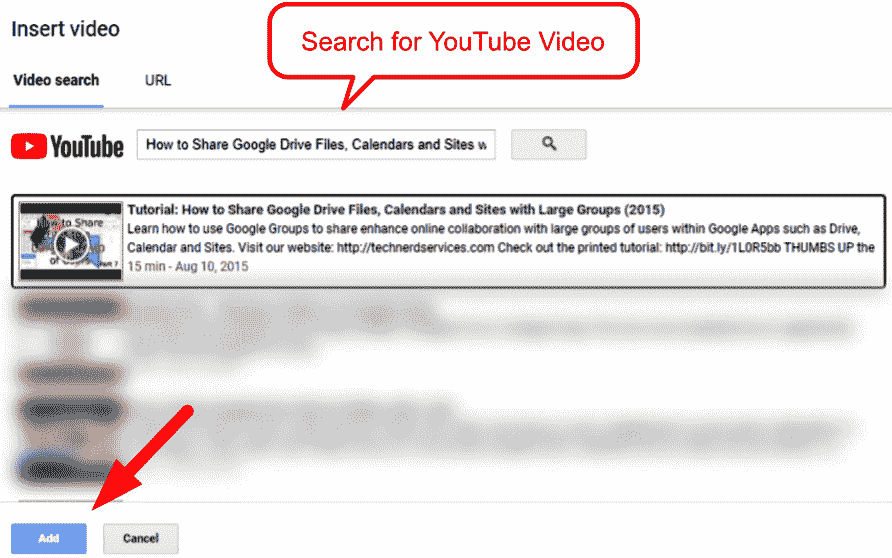 Insert video
Search for YouTube Video
Video search
URL
YouTube
How to Share Google Drive Files, Calendars and Sites w
Tutorial: How to Share Google Drive Files, Calendars and Sites with Large Groups (2015)
Learn how to use Google Groups to share enhance online collaboration with large groups of users within Google Apps such as Drive,
Calendar and Sites. Visit our website: http://technerdservices.com Check out the printed tutorial: http://bit.ly/1L0R5bb THUMBS UP the
15 min - Aug 10, 2015
How to Share
of Users
Add
Cancel